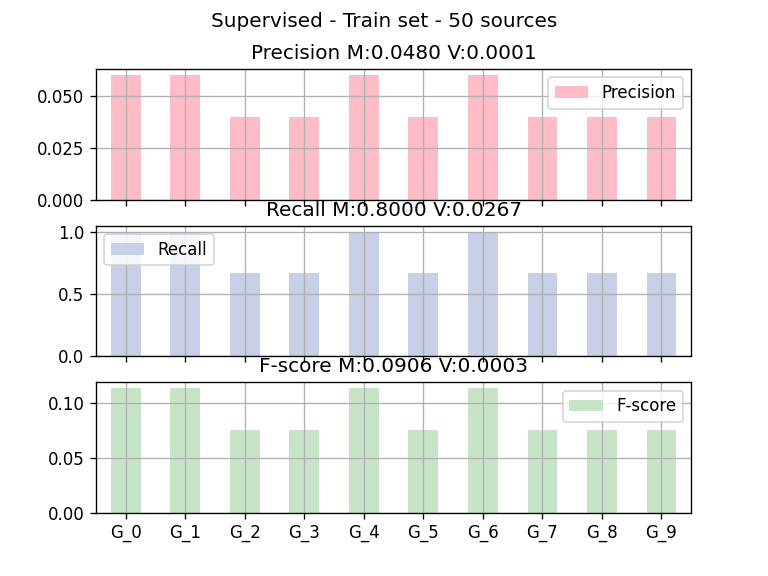 Supervised - Train set - 50 sources
Precision M:0.0480 V:0.0001
0.050
0.025
0.000
Precision
Recall M:0.8000 V:0.0267
1.0
0.5
0.0
Recall
F-score M:0.0906 V:0.0003
0.10
0.05
0.00
F-score
G_0 G_1 G_2 G_3 G_4 G_5 G_6 G_7 G_8 G_9